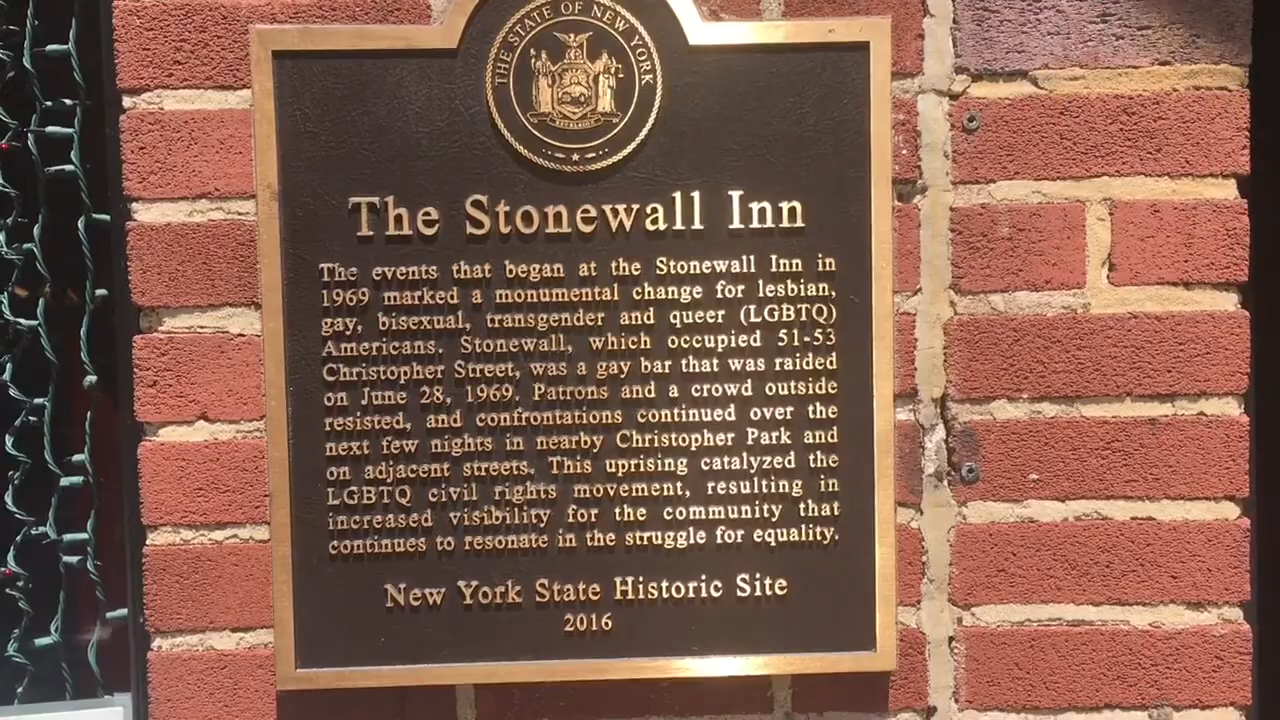 THE STATE OF NEW YORK
EXCELSIOR
The Stonewall Inn
The events that began at the Stonewall Inn in
1969 marked a monumental change for lesbian,
gay, bisexual, transgender and queer (LGBTQ)
Americans. Stonewall, which occupied 51-53
Christopher Street, was a gay bar that was raided
on June 28, 1969. Patrons and a crowd outside
resisted, and confrontations continued over the
next few nights in nearby Christopher Park and
on adjacent streets. This uprising catalyzed the
LGBTQ civil rights movement, resulting in
increased visibility for the community that
continues to resonate in the struggle for equality.
New York State Historic Site
2016